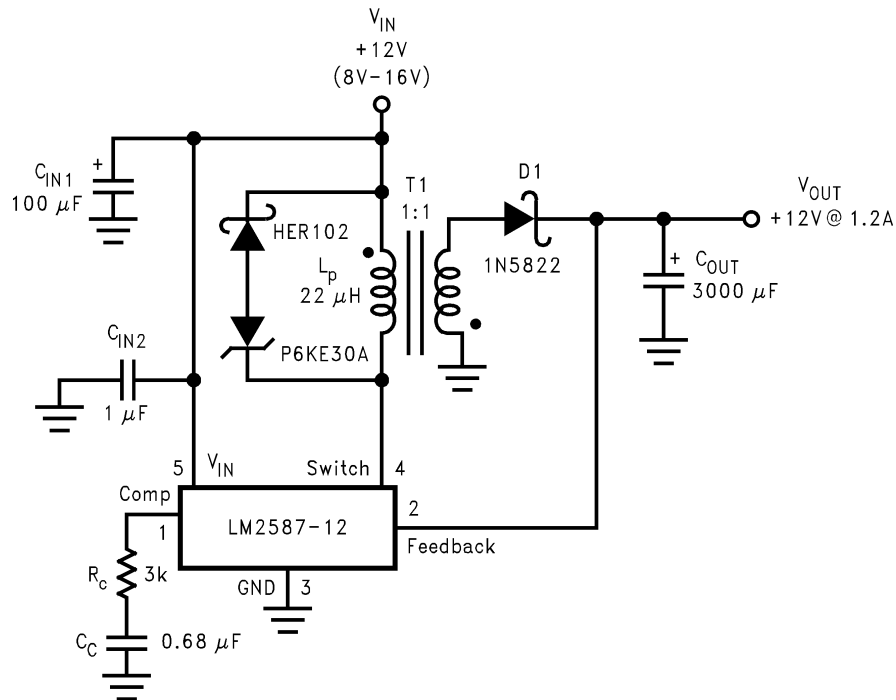 V_IN
+12V
(8V–16V)
C_IN1
+
100 μF
HER102
T1
1:1
L_p
22 μH
P6KE30A
D1
1N5822
V_OUT
+12V @ 1.2A
+
C_OUT
3000 μF
C_IN2
1 μF
5
V_IN
Switch
4
Comp
1
LM2587-12
2
Feedback
R_c
3k
GND
3
C_C
0.68 μF